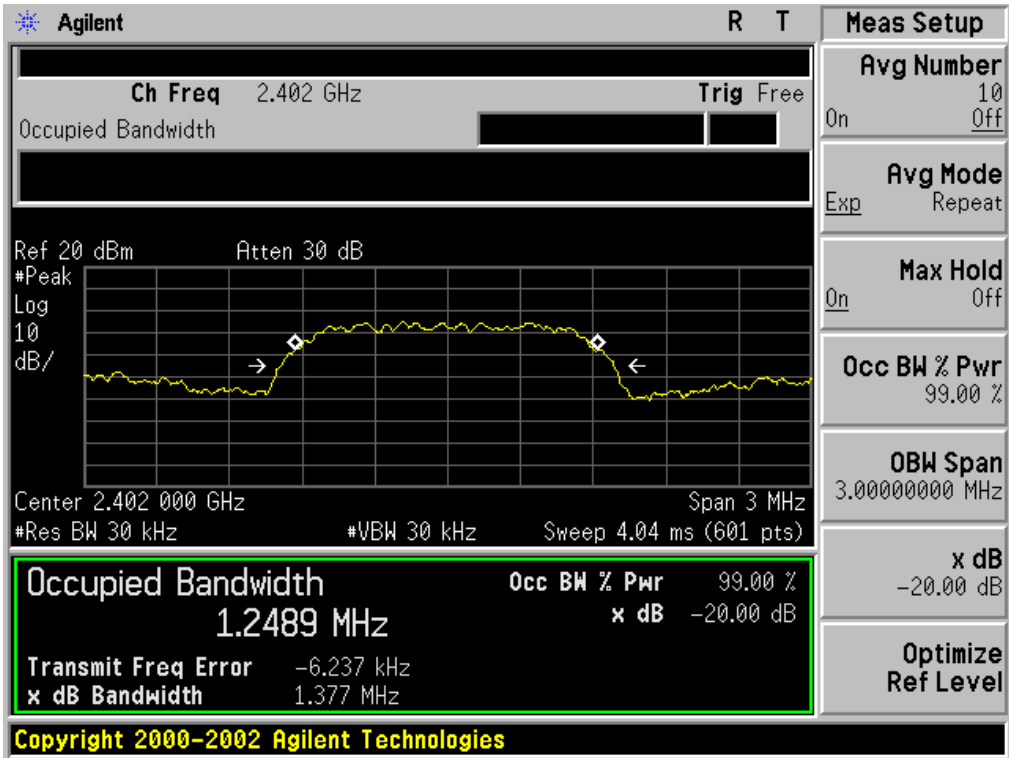 Agilent R T
Ch Freq 2.402 GHz Trig Free
Occupied Bandwidth
Ref 20 dBm Atten 30 dB
#Peak
Log
10
dB/
Center 2.402 000 GHz Span 3 MHz
#Res BW 30 kHz #VBW 30 kHz Sweep 4.04 ms (601 pts)
Occupied Bandwidth Occ BW % Pwr 99.00 %
1.2489 MHz x dB -20.00 dB
Transmit Freq Error -6.237 kHz
x dB Bandwidth 1.377 MHz
Copyright 2000-2002 Agilent Technologies
Meas Setup
Avg Number
10
On Off
Avg Mode
Exp Repeat
Max Hold
On Off
Occ BW % Pwr
99.00 %
OBW Span
3.00000000 MHz
x dB
-20.00 dB
Optimize
Ref Level